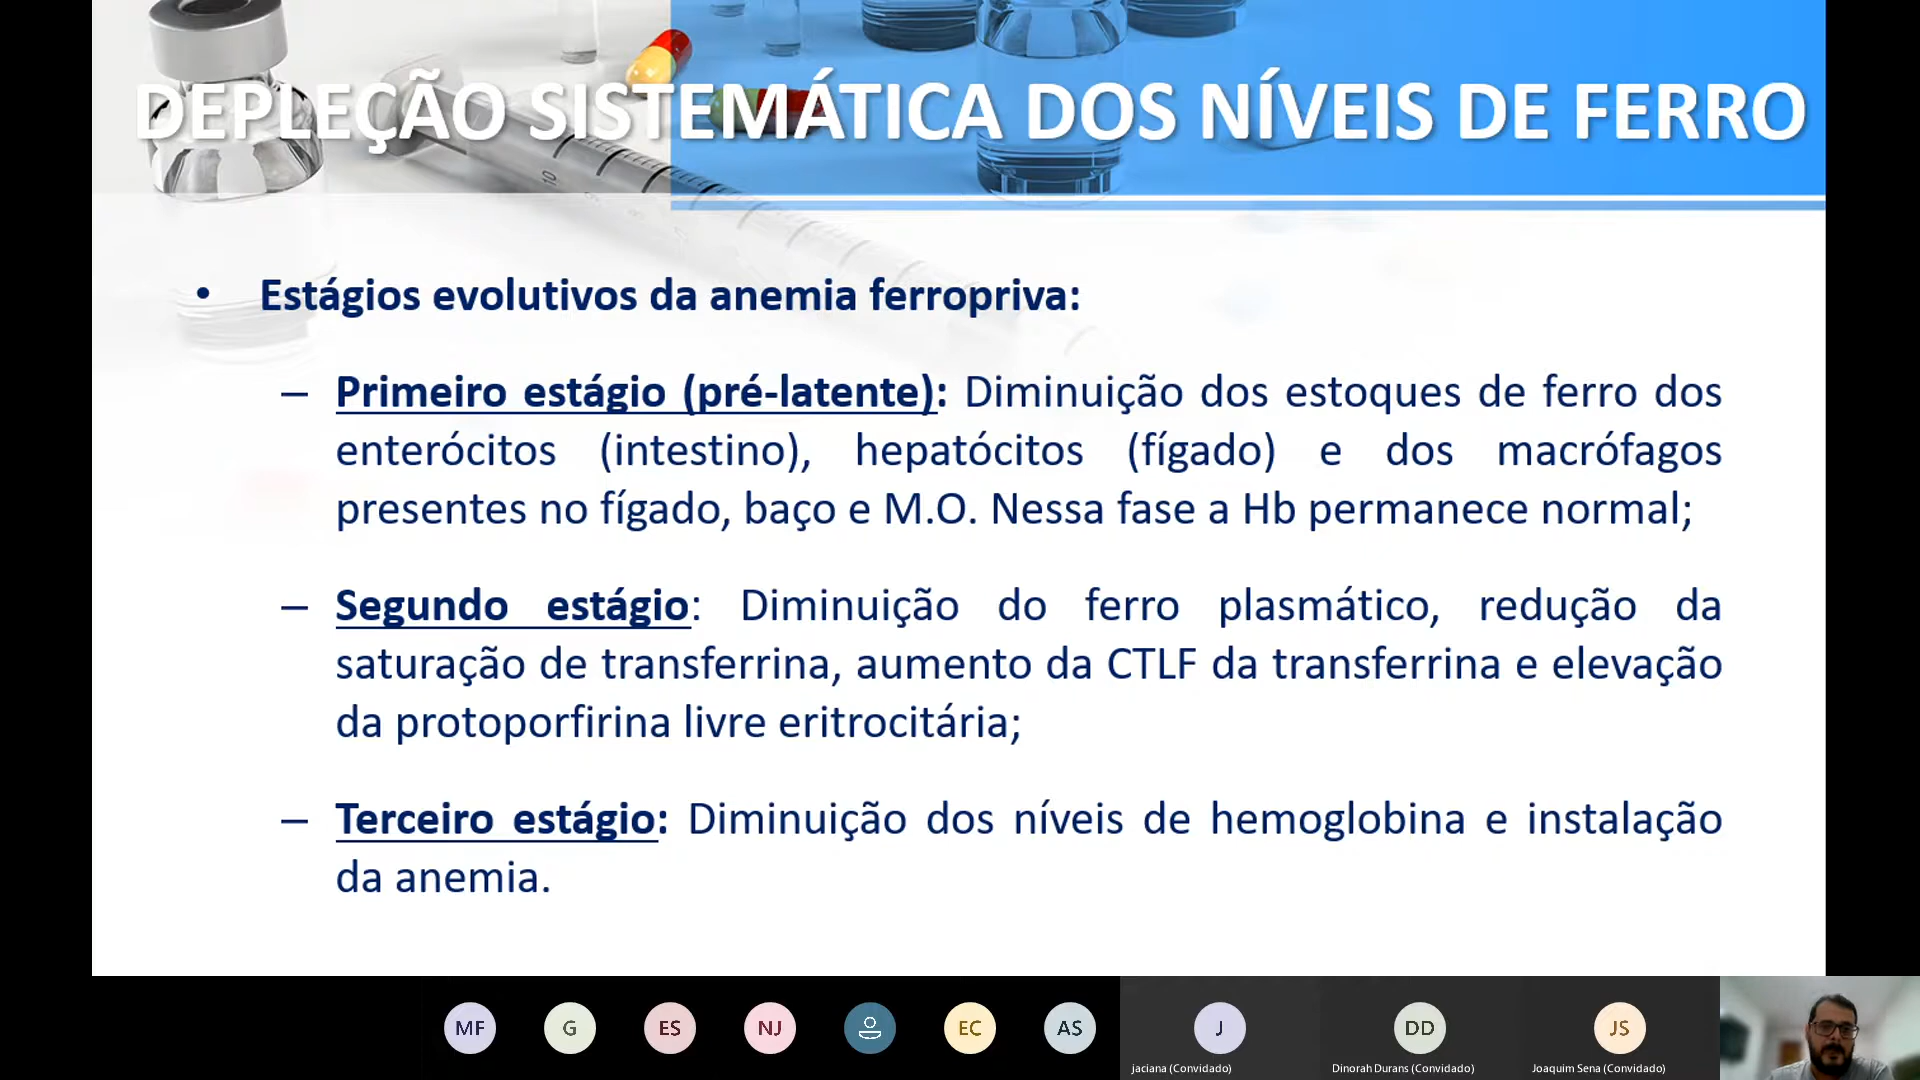 DEPLEÇÃO SISTEMÁTICA DOS NÍVEIS DE FERRO
10
• Estágios evolutivos da anemia ferropriva:
– Primeiro estágio (pré-latente): Diminuição dos estoques de ferro dos
enterócitos (intestino), hepatócitos (fígado) e dos macrófagos
presentes no fígado, baço e M.O. Nessa fase a Hb permanece normal;
– Segundo estágio: Diminuição do ferro plasmático, redução da
saturação de transferrina, aumento da CTLF da transferrina e elevação
da protoporfirina livre eritrocitária;
– Terceiro estágio: Diminuição dos níveis de hemoglobina e instalação
da anemia.
MF G ES NJ EC AS J DD JS
jaciana (Convidado) Dinorah Durans (Convidado) Joaquim Sena (Convidado)